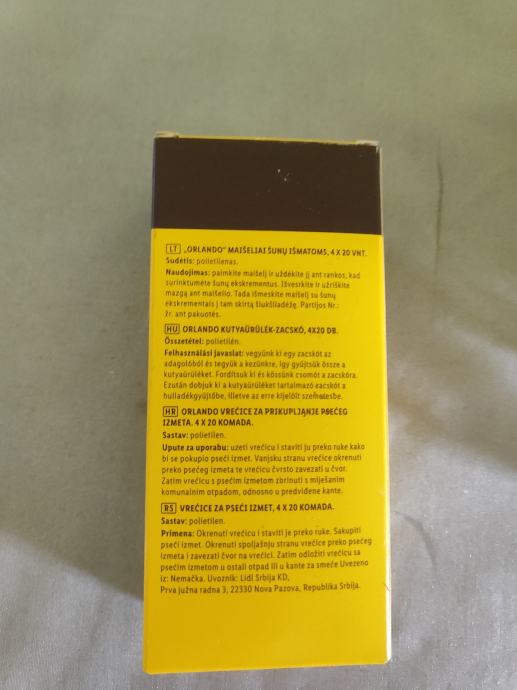 LT „ORLANDO“ MAIŠELIAI ŠUNŲ IŠMATOMS, 4 X 20 VNT.
Sudėtis: polietilenas.
Naudojimas: paimkite maišelį ir uždėkite jį ant rankos, kad
surinktumėte šunų ekskrementus. Išverskite ir užriškite
mazgą ant maišelio. Tada išmeskite maišelį su šunų
ekskrementais į tam skirtą šiukšliadėžę. Partijos Nr.:
žr. ant pakuotės.
HU ORLANDO KUTYAÜRÜLÉK-ZACSKÓ, 4X20 DB.
Összetétel: polietilén.
Felhasználási javaslat: vegyünk ki egy zacskót az
adagolóból és tegyük a kezünkre, így gyűjtsük össze a
kutyaürüléket. Fordítsuk ki és kössünk csomót a zacskóra.
Ezután dobjuk ki a kutyaürüléket tartalmazó zacskót a
hulladékgyűjtőbe, illetve az erre kijelölt szemetesbe.
HR ORLANDO VREĆICE ZA PRIKUPLJANJE PSEĆEG
IZMETA. 4 X 20 KOMADA.
Sastav: polietilen.
Upute za uporabu: uzeti vrećicu i staviti ju preko ruke kako
bi se pokupio pseći izmet. Vanjsku stranu vrećice okrenuti
preko psećeg izmeta te vrećicu čvrsto zavezati u čvor.
Zatim vrećicu s psećim izmetom zbrinuti s miješanim
komunalnim otpadom, odnosno u predviđene kante.
RS VREĆICE ZA PSEĆI IZMET, 4 X 20 KOMADA.
Sastav: polietilen.
Primena: Okrenuti vrećicu i staviti je preko ruke. Sakupiti
pseći izmet. Okrenuti spoljašnju stranu vrećice preko psećeg
izmeta i zavezati čvor na vrećici. Zatim odložiti vrećicu sa
psećim izmetom u ostali otpad ili u kante za smeće Uvezeno
iz: Nemačka. Uvoznik: Lidl Srbija KD,
Prva južna radna 3, 22330 Nova Pazova, Republika Srbija.